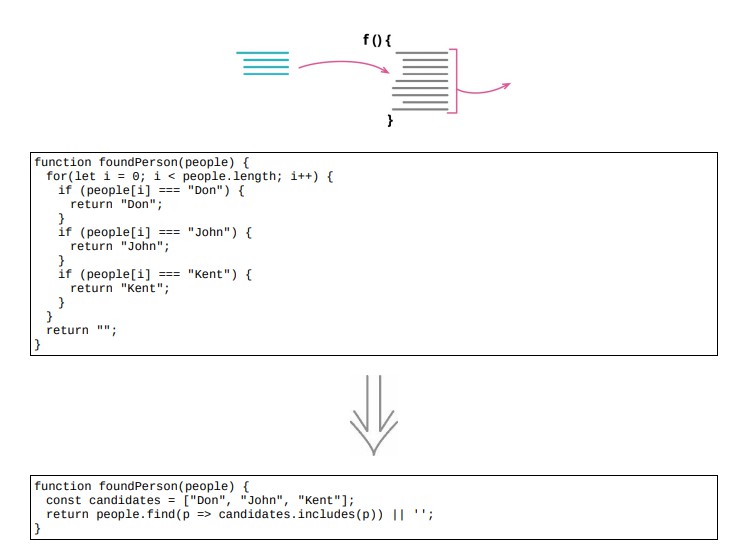 f () {
}
function foundPerson(people) {
for(let i = 0; i < people.length; i++) {
if (people[i] === "Don") {
return "Don";
}
if (people[i] === "John") {
return "John";
}
if (people[i] === "Kent") {
return "Kent";
}
}
return "";
}
function foundPerson(people) {
const candidates = ["Don", "John", "Kent"];
return people.find(p => candidates.includes(p)) || '';
}